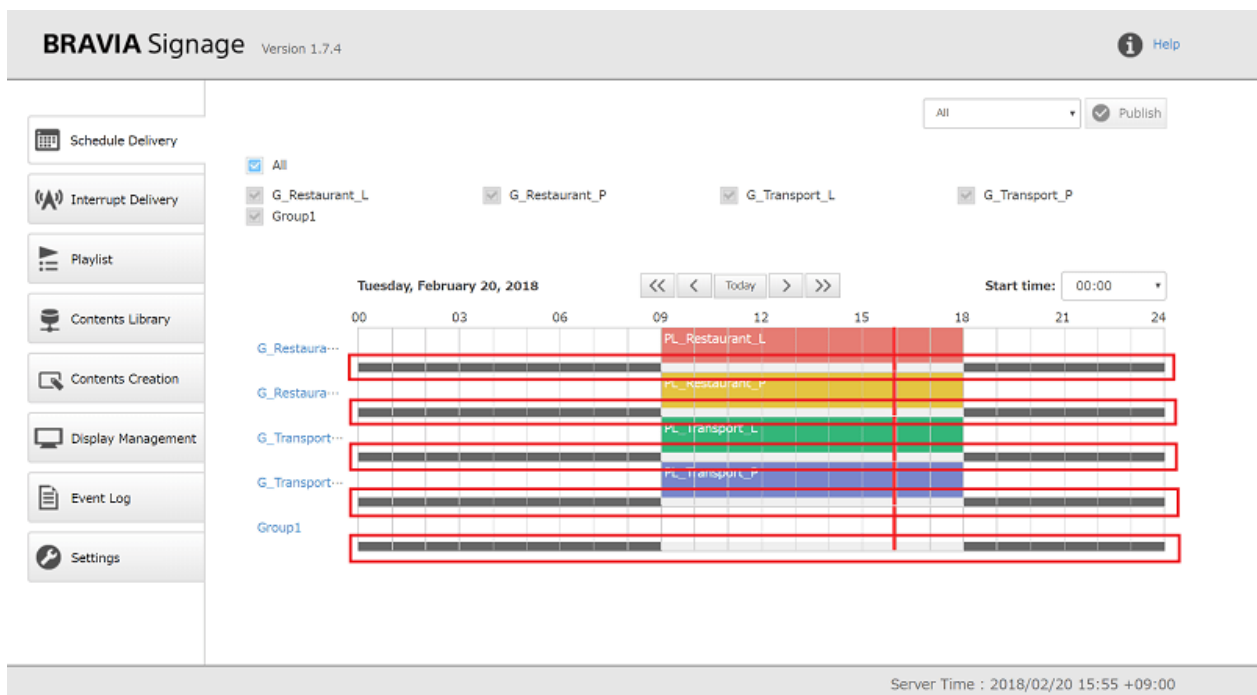 BRAVIA Signage Version 1.7.4
Help
All
Publish
Schedule Delivery
Interrupt Delivery
Playlist
Contents Library
Contents Creation
Display Management
Event Log
Settings
All
G_Restaurant_L G_Restaurant_P G_Transport_L G_Transport_P
Group1
Tuesday, February 20, 2018
<< < Today > >>
Start time: 00:00
00 03 06 09 12 15 18 21 24
G_Restaura··· PL_Restaurant_L
G_Restaura··· PL_Restaurant_P
G_Transport··· PL_Transport_L
G_Transport··· PL_Transport_P
Group1
Server Time : 2018/02/20 15:55 +09:00